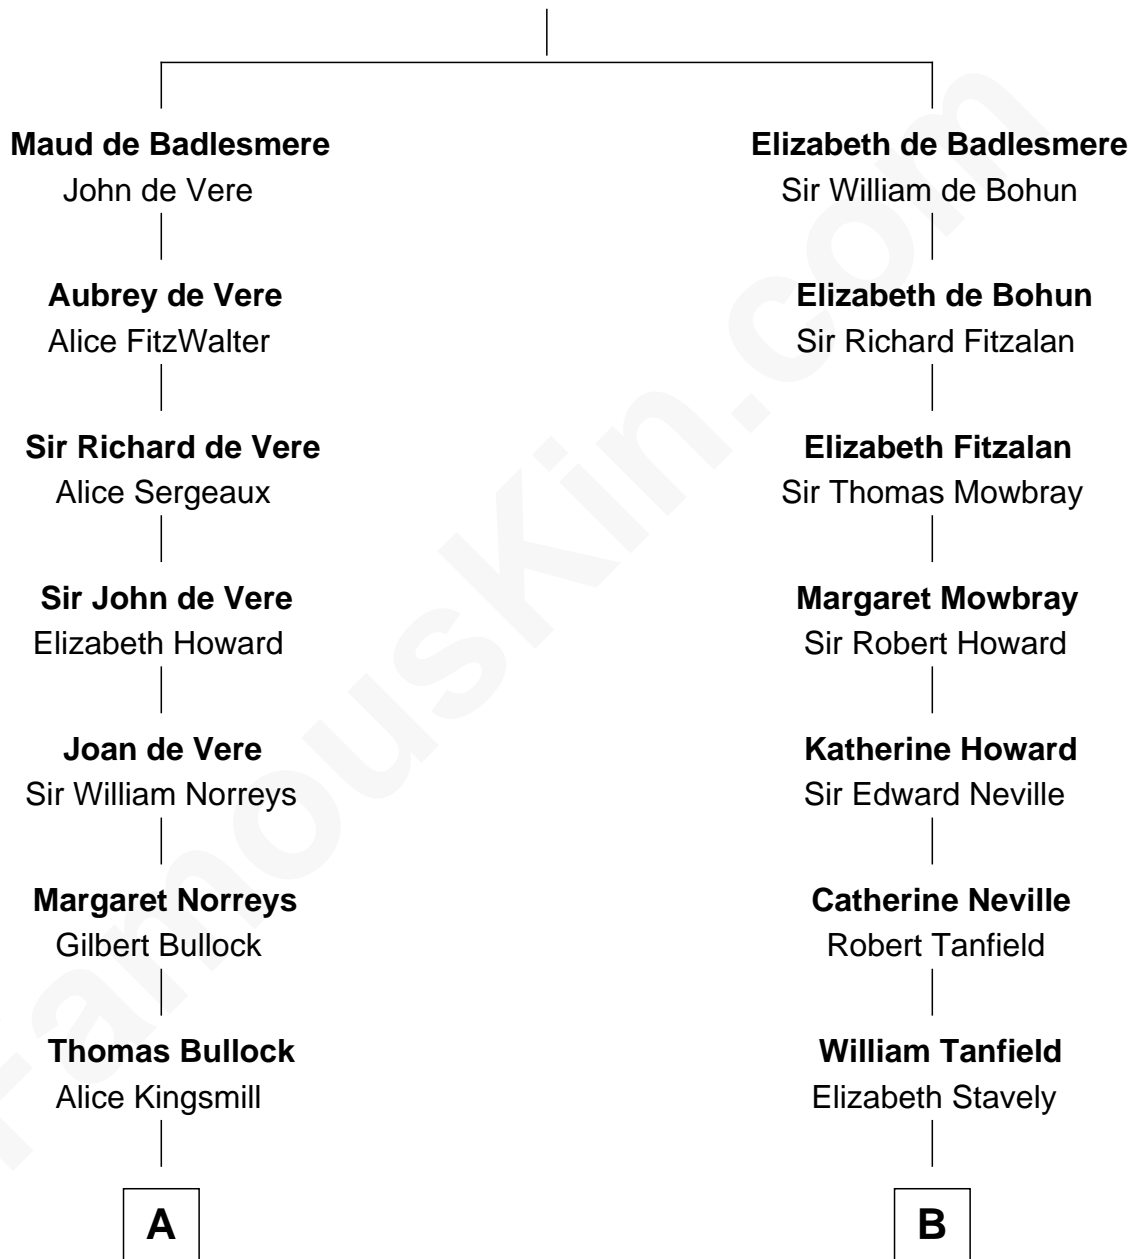 Maud de Badlesmere
John de Vere
Aubrey de Vere
Alice FitzWalter
Sir Richard de Vere
Alice Sergeaux
Sir John de Vere
Elizabeth Howard
Joan de Vere
Sir William Norreys
Margaret Norreys
Gilbert Bullock
Thomas Bullock
Alice Kingsmill
A
Elizabeth de Badlesmere
Sir William de Bohun
Elizabeth de Bohun
Sir Richard Fitzalan
Elizabeth Fitzalan
Sir Thomas Mowbray
Margaret Mowbray
Sir Robert Howard
Katherine Howard
Sir Edward Neville
Catherine Neville
Robert Tanfield
William Tanfield
Elizabeth Stavely
B
FamousKin.com